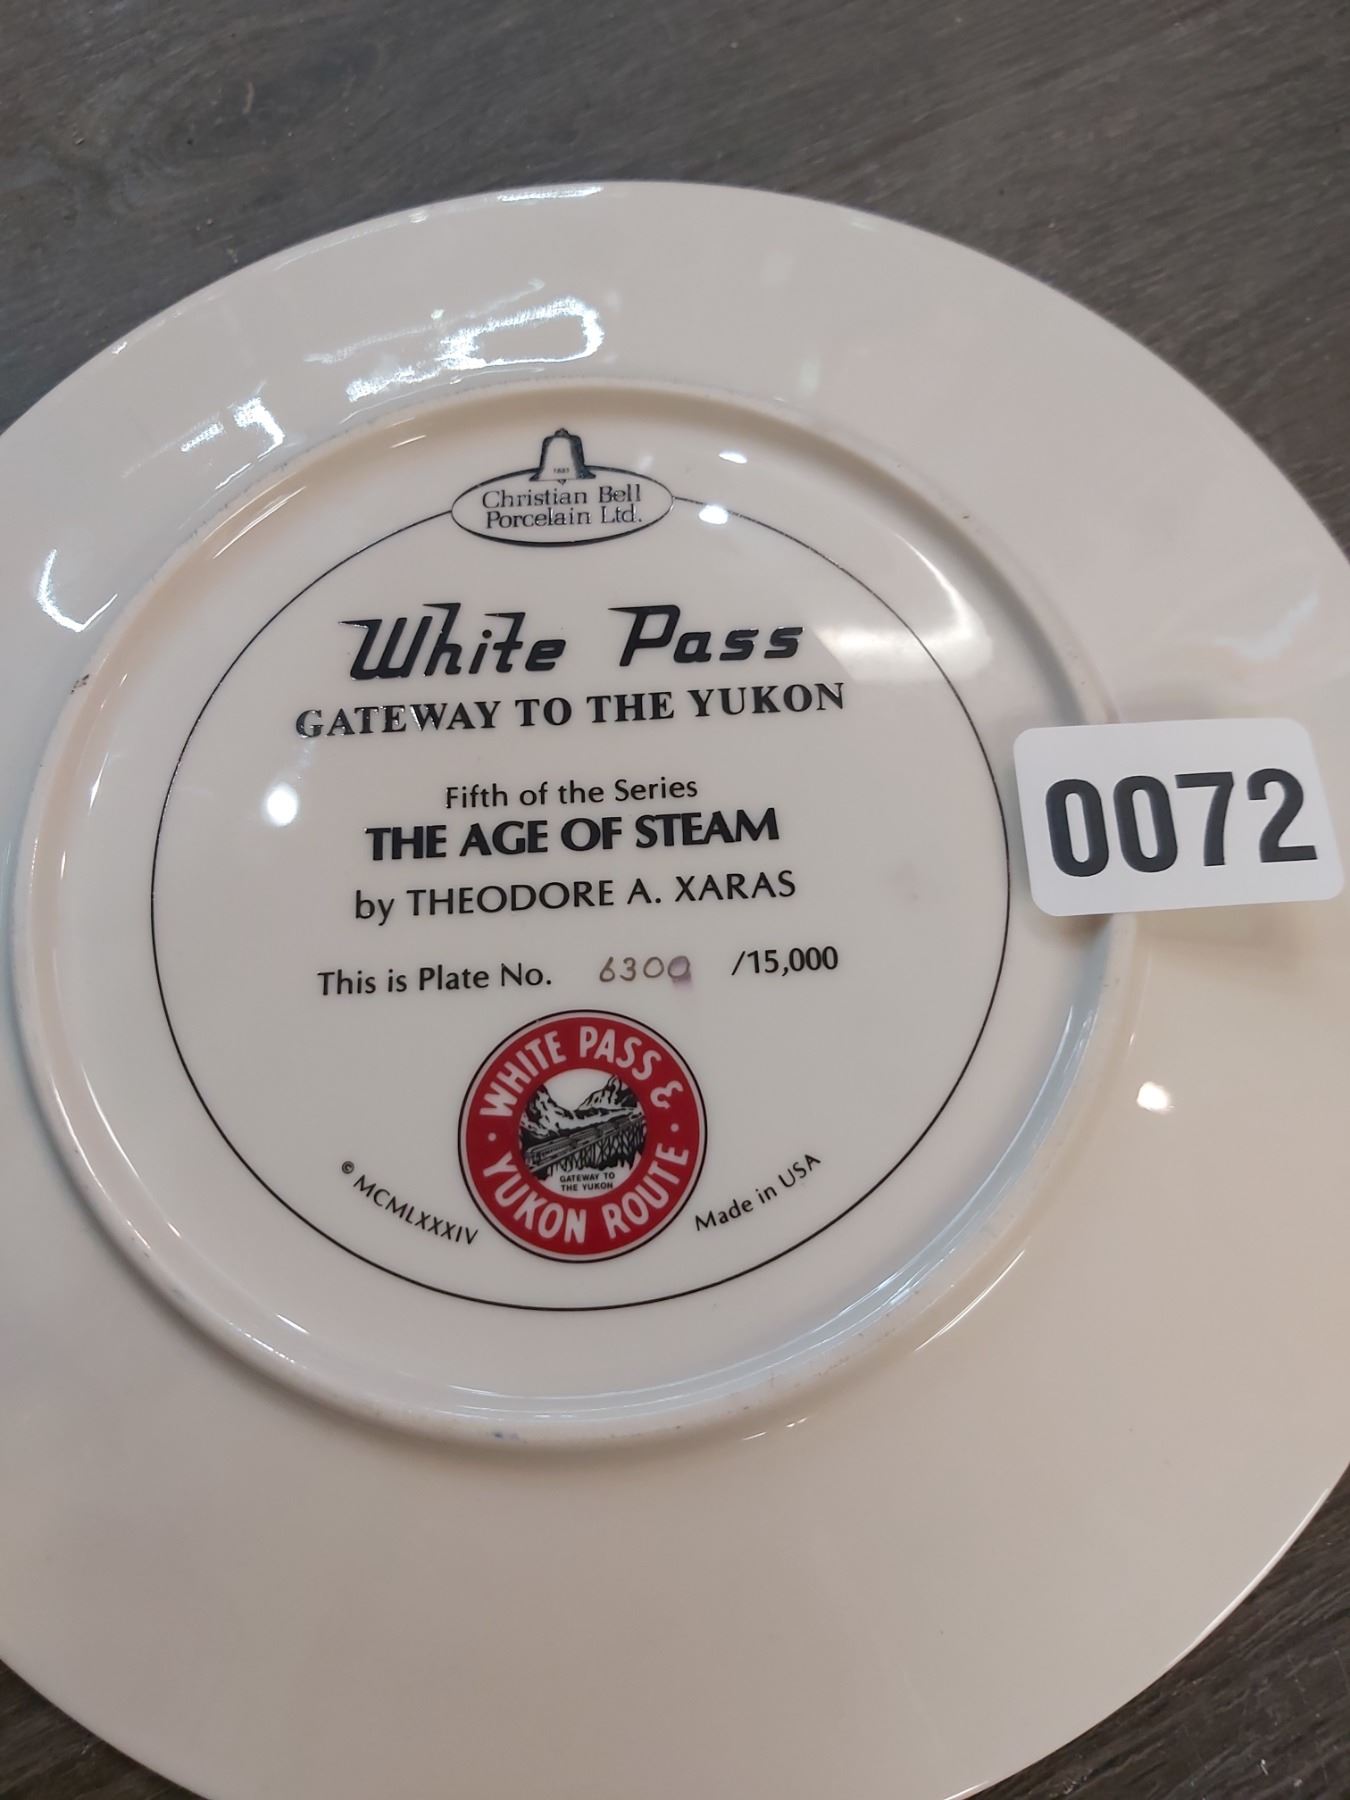 1881
Christian Bell
Porcelain Ltd.
White Pass
GATEWAY TO THE YUKON
Fifth of the Series
THE AGE OF STEAM
by THEODORE A. XARAS
This is Plate No. 6300 /15,000
WHITE PASS &
· YUKON ROUTE ·
GATEWAY TO
THE YUKON
© MCMLXXXIV
Made in USA
0072